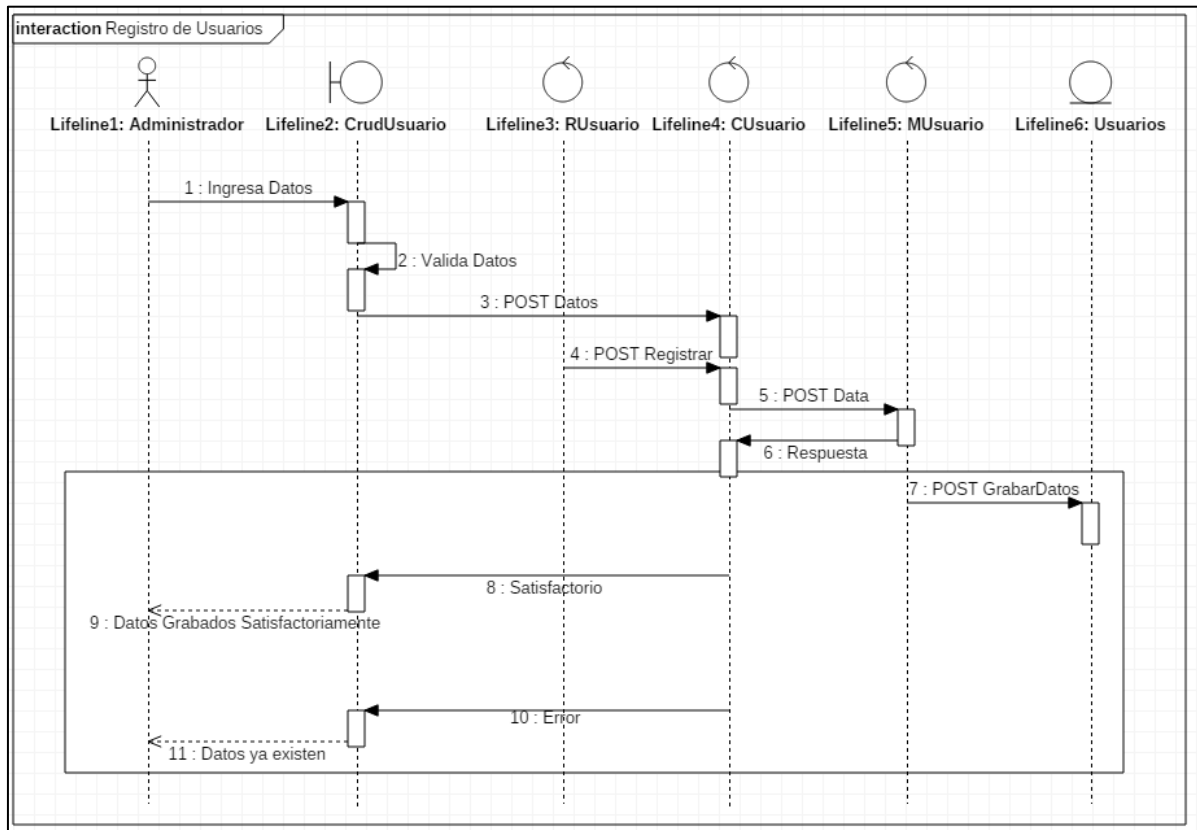 interaction Registro de Usuarios
Lifeline1: Administrador
Lifeline2: CrudUsuario
Lifeline3: RUsuario
Lifeline4: CUsuario
Lifeline5: MUsuario
Lifeline6: Usuarios
1 : Ingresa Datos
2 : Valida Datos
3 : POST Datos
4 : POST Registrar
5 : POST Data
6 : Respuesta
7 : POST GrabarDatos
8 : Satisfactorio
9 : Datos Grabados Satisfactoriamente
10 : Error
11 : Datos ya existen